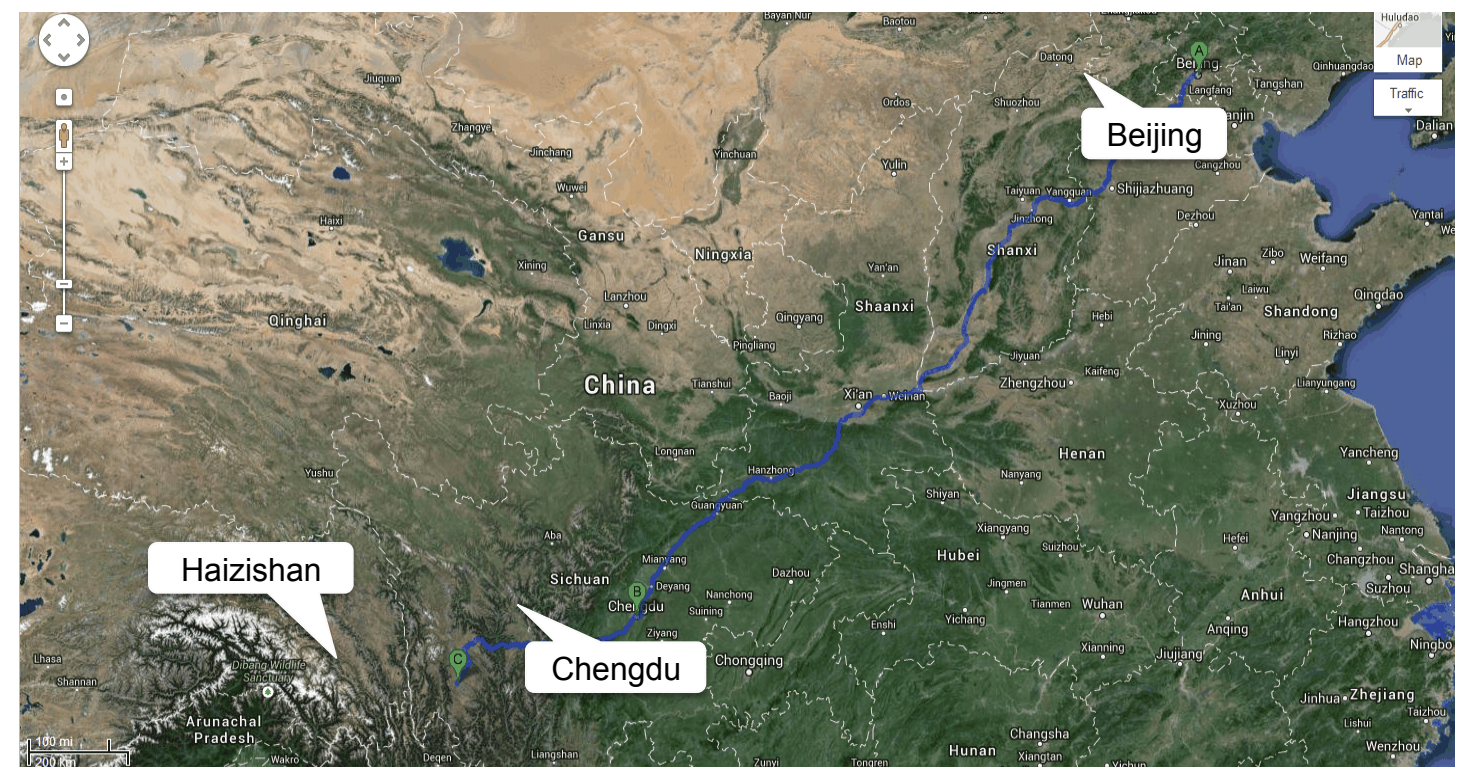 Bayan Nur
Baotou
Huludao
Jiuquan
Datong
A
Beijing
Qinhuangdao
Map
Langfang
Tangshan
Ordos
Shuozhou
Traffic
Zhangye
anjin
Dalian
Beijing
Jinchang
Yinchuan
Yulin
Cangzhou
Wuwei
Taiyuan
Yangquan
Shijiazhuang
Haixi
Jinzhong
Dezhou
Yantai
Gansu
Ningxia
Shanxi
Xining
Yan'an
Jinan
Zibo
Weifang
Lanzhou
Shaanxi
Laiwu
Qingdao
Qinghai
Linxia
Dingxi
Qingyang
Hebi
Tai'an
Shandong
Pingliang
Jining
Rizhao
Jiyuan
Linyi
China
Tianshui
Baoji
Xi'an
Weinan
Zhengzhou
Kaifeng
Lianyungang
Xuzhou
Longnan
Hanzhong
Henan
Yancheng
Yushu
Nanyang
Guangyuan
Shiyan
Jiangsu
Aba
Xiangyang
Yangzhou
Taizhou
Haizishan
Mianyang
Hubei
Suizhou
Hefei
Nanjing
Nantong
Sichuan
Deyang
Dazhou
Changzhou
Shangha
B
Chengdu
Nanchong
Jingmen
Anhui
Suzhou
Suining
Tianmen
Wuhan
Ziyang
Enshi
Yichang
Anqing
Hangzhou
Lhasa
C
Dibang Wildlife
Sanctuary
Chengdu
Chongqing
Xianning
Jiujiang
Ningbo
Shannan
Jinhua
Zhejiang
Arunachal
Pradesh
Taizhou
Lishui
100 mi
200 km
Wakro
Deqen
Liangshan
Zunyi
Tongren
Hunan
Changsha
Xiangtan
Yichun
Wenzhou